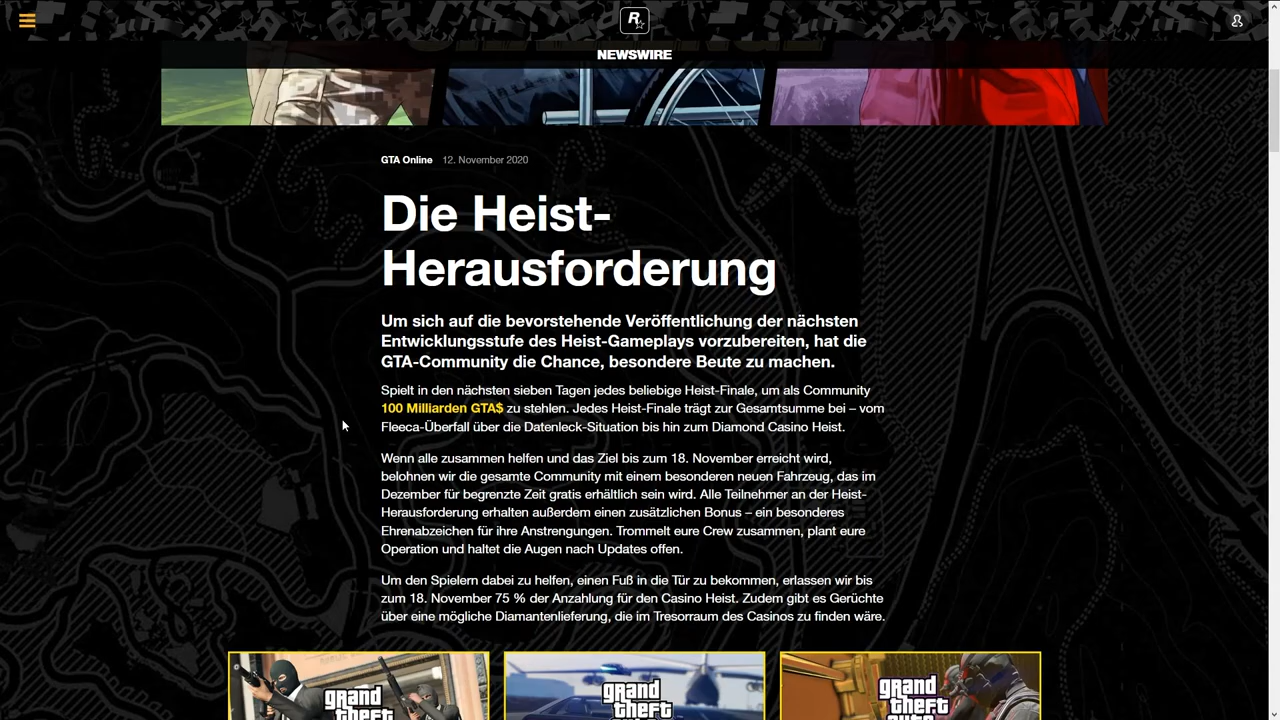 R
NEWSWIRE
GTA Online 12. November 2020
Die Heist-
Herausforderung
Um sich auf die bevorstehende Veröffentlichung der nächsten
Entwicklungsstufe des Heist-Gameplays vorzubereiten, hat die
GTA-Community die Chance, besondere Beute zu machen.
Spielt in den nächsten sieben Tagen jedes beliebige Heist-Finale, um als Community
100 Milliarden GTA$ zu stehlen. Jedes Heist-Finale trägt zur Gesamtsumme bei – vom
Fleeca-Überfall über die Datenleck-Situation bis hin zum Diamond Casino Heist.
Wenn alle zusammen helfen und das Ziel bis zum 18. November erreicht wird,
belohnen wir die gesamte Community mit einem besonderen neuen Fahrzeug, das im
Dezember für begrenzte Zeit gratis erhältlich sein wird. Alle Teilnehmer an der Heist-
Herausforderung erhalten außerdem einen zusätzlichen Bonus – ein besonderes
Ehrenabzeichen für ihre Anstrengungen. Trommelt eure Crew zusammen, plant eure
Operation und haltet die Augen nach Updates offen.
Um den Spielern dabei zu helfen, einen Fuß in die Tür zu bekommen, erlassen wir bis
zum 18. November 75 % der Anzahlung für den Casino Heist. Zudem gibt es Gerüchte
über eine mögliche Diamantenlieferung, die im Tresorraum des Casinos zu finden wäre.
grand
theft
grand
theft
grand
theft